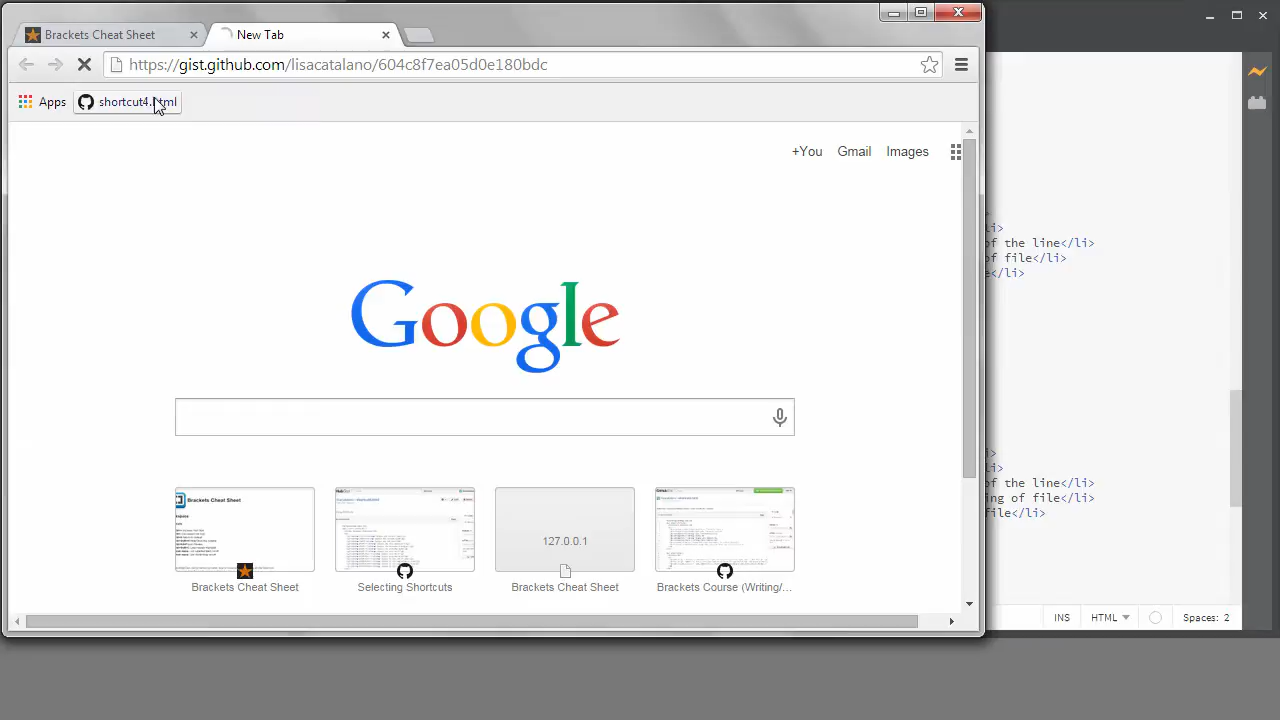 Brackets Cheat Sheet
New Tab
https://gist.github.com/lisacatalano/604c8f7ea05d0e180bdc
Apps
shortcut4.html
+You
Gmail
Images
Google
li>
of the line</li>
of file</li>
e</li>
>
li>
of the line</li>
ing of file</li>
file</li>
Brackets Cheat Sheet
127.0.0.1
Brackets Cheat Sheet
Selecting Shortcuts
Brackets Cheat Sheet
Brackets Course (Writing/...
INS
HTML
Spaces: 2